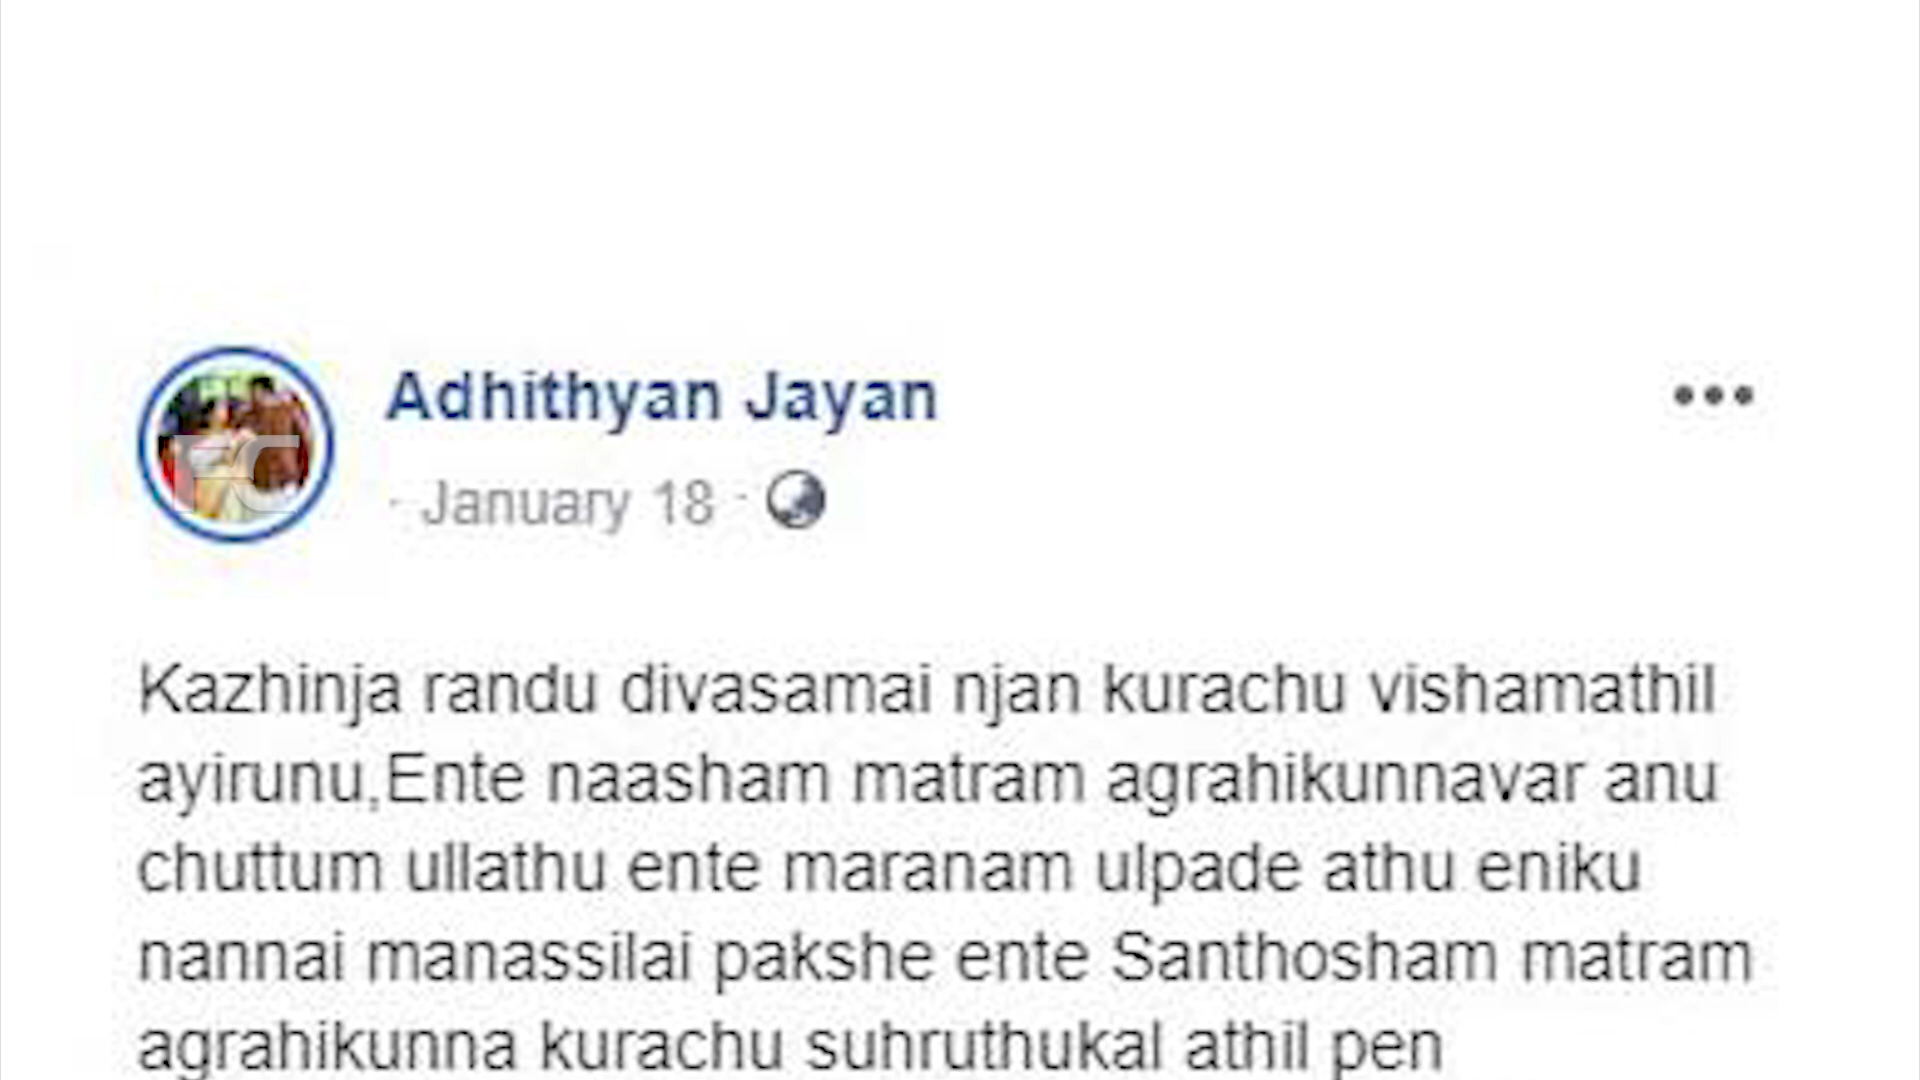 Adhithyan Jayan
· January 18 ·
FC
Kazhinja randu divasamai njan kurachu vishamathil
ayirunu,Ente naasham matram agrahikunnavar anu
chuttum ullathu ente maranam ulpade athu eniku
nannai manassilai pakshe ente Santhosham matram
agrahikunna kurachu suhruthukal athil pen